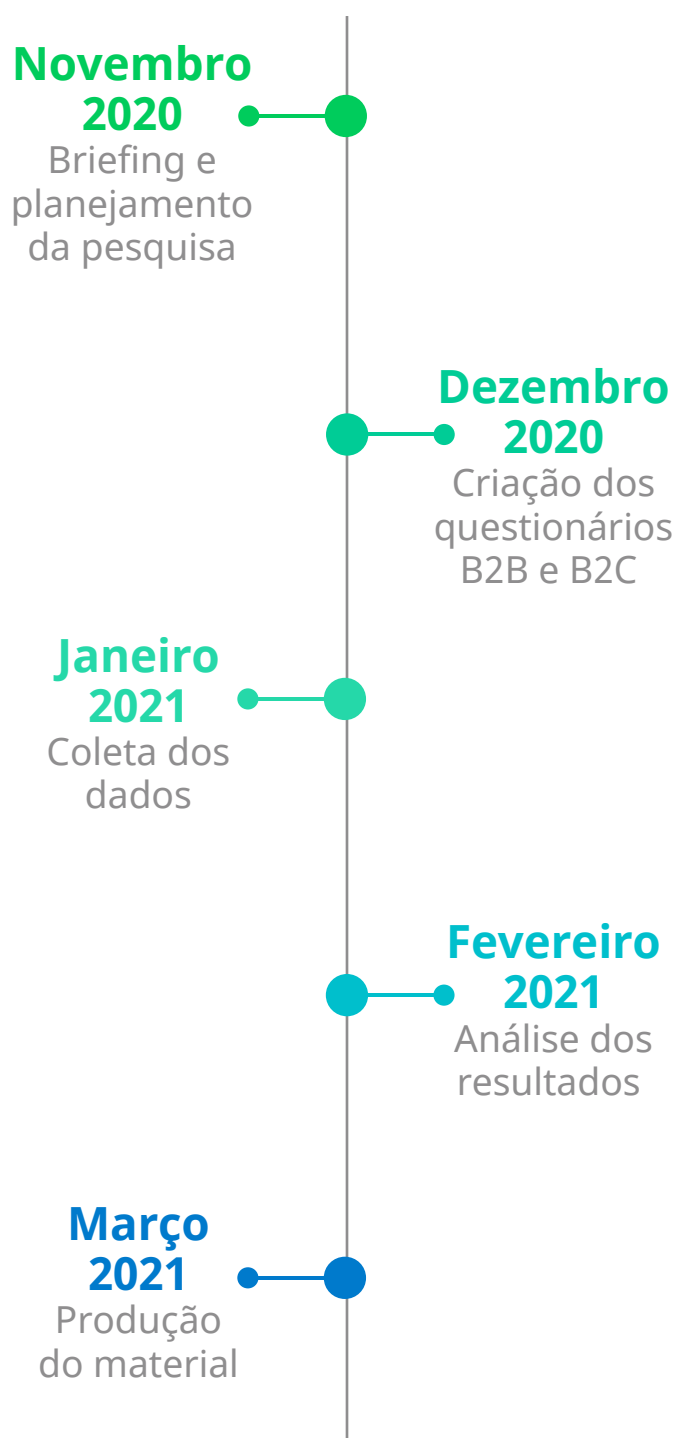 Novembro
2020
Briefing e
planejamento
da pesquisa
Dezembro
2020
Criação dos
questionários
B2B e B2C
Janeiro
2021
Coleta dos
dados
Fevereiro
2021
Análise dos
resultados
Março
2021
Produção
do material